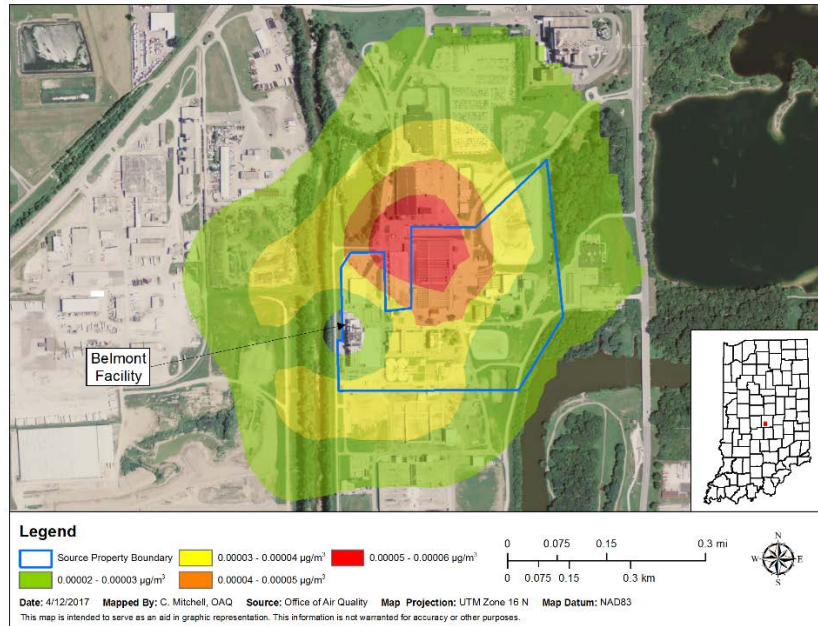 Belmont
Facility
Legend
Source Property Boundary
0.00003 - 0.00004 µg/m³
0.00005 - 0.00006 µg/m³
0.00002 - 0.00003 µg/m³
0.00004 - 0.00005 µg/m³
0 0.075 0.15 0.3 mi
0 0.075 0.15 0.3 km
N
W E
S
Date: 4/12/2017 Mapped By: C. Mitchell, OAQ Source: Office of Air Quality Map Projection: UTM Zone 16 N Map Datum: NAD83
This map is intended to serve as an aid in graphic representation. This information is not warranted for accuracy or other purposes.